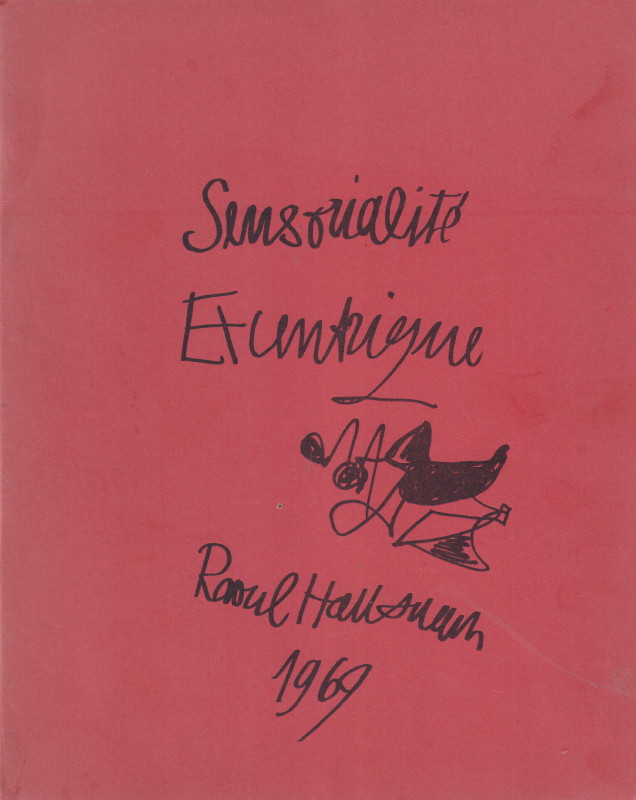 Sensorialité
Excentrique
Raoul Hausmann
1969